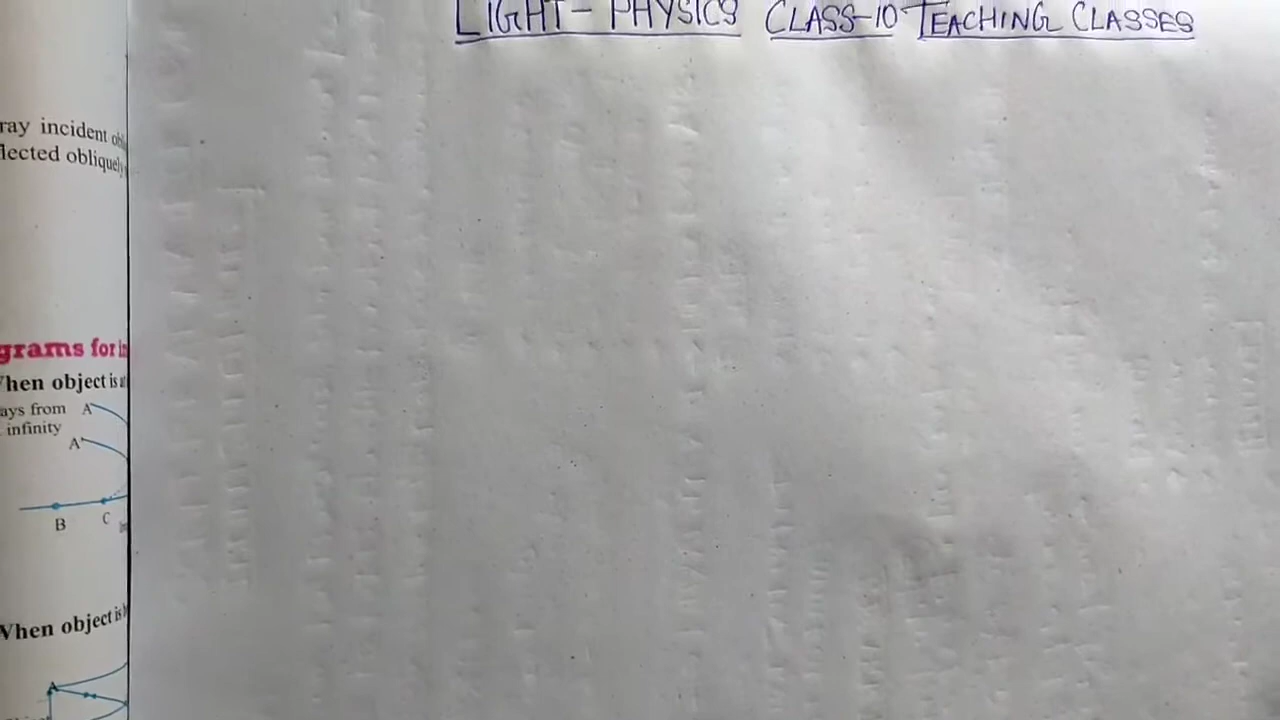 LIGHT - PHYSICS CLASS-10 TEACHING CLASSES
ray incident
lected obliquely
grams for
When object is
ays from A
infinity
A
B C
When object is
A